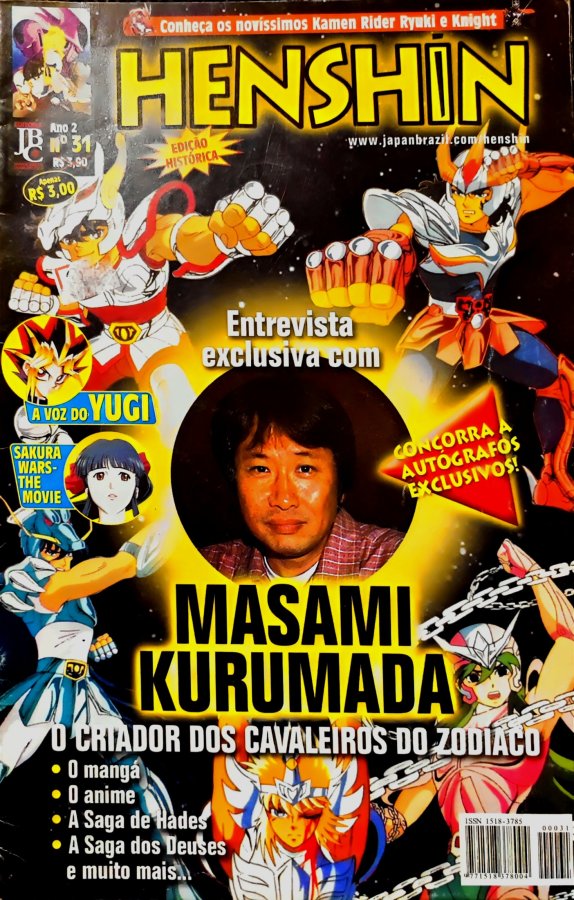 Conheça os novíssimos Kamen Rider Ryuki e Knight
HENSHIN
www.japanbrazil.com/henshin
EDITORA
JBC
Ano 2
nº 31
R$ 3,90
Apenas
R$ 3,00
EDIÇÃO
HISTÓRICA
Entrevista
exclusiva com
A VOZ DO YUGI
SAKURA
WARS-
THE
MOVIE
CONCORRA A
AUTÓGRAFOS
EXCLUSIVOS!
MASAMI
KURUMADA
O CRIADOR DOS CAVALEIROS DO ZODÍACO
• O mangá
• O anime
• A Saga de Hades
• A Saga dos Deuses
e muito mais...
ISSN 1518-3785
00031
9771518378004